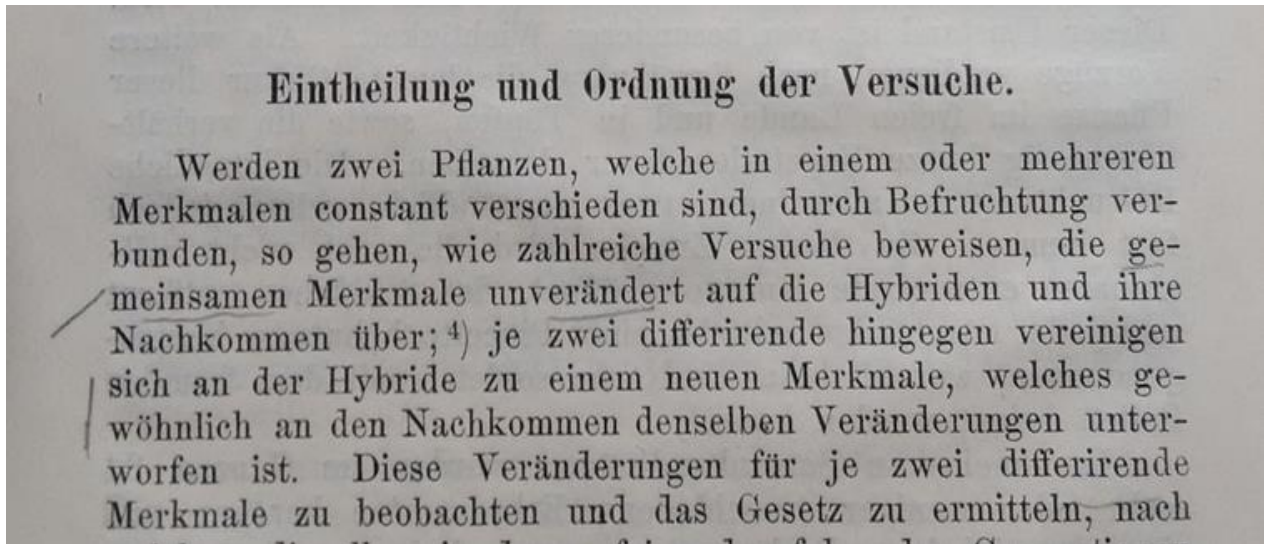 Eintheilung und Ordnung der Versuche.
Werden zwei Pflanzen, welche in einem oder mehreren
Merkmalen constant verschieden sind, durch Befruchtung ver-
bunden, so gehen, wie zahlreiche Versuche beweisen, die ge-
meinsamen Merkmale unverändert auf die Hybriden und ihre
Nachkommen über; ⁴) je zwei differirende hingegen vereinigen
sich an der Hybride zu einem neuen Merkmale, welches ge-
wöhnlich an den Nachkommen denselben Veränderungen unter-
worfen ist. Diese Veränderungen für je zwei differirende
Merkmale zu beobachten und das Gesetz zu ermitteln, nach